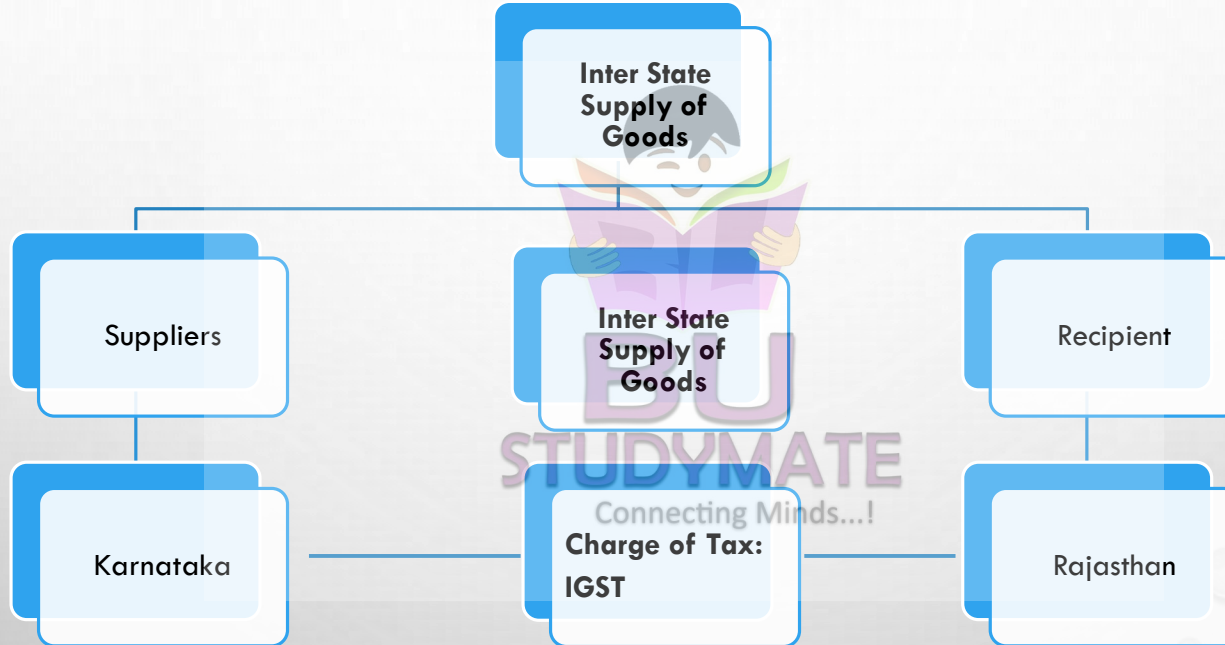 Inter State
Supply of
Goods
Suppliers
Inter State
Supply of
Goods
Recipient
BU
STUDYMATE
Connecting Minds...!
Karnataka
Charge of Tax:
IGST
Rajasthan